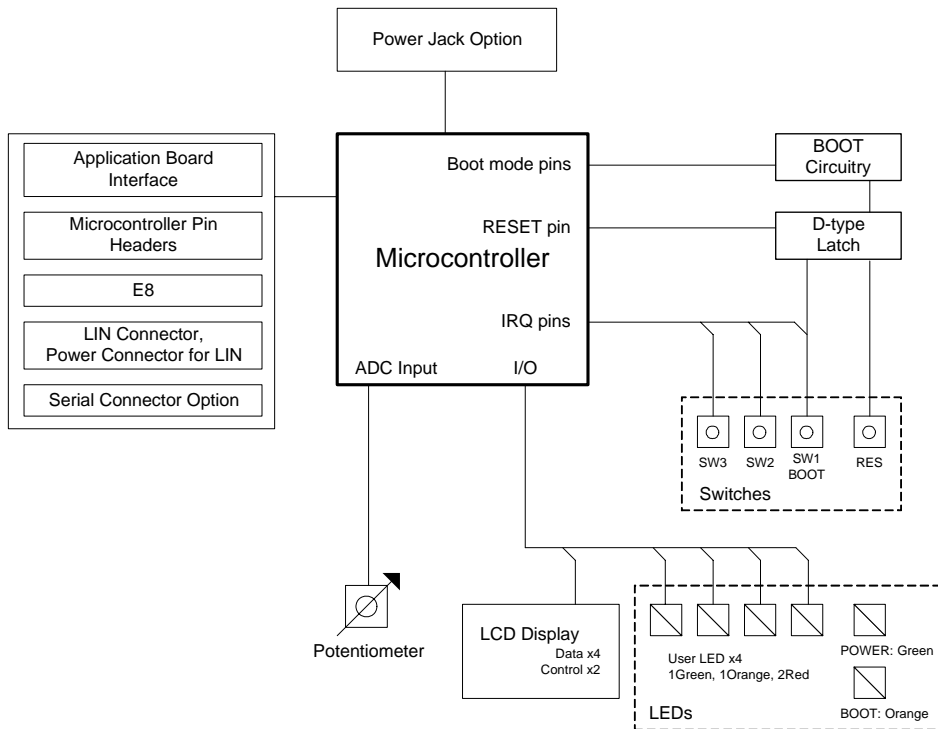 Power Jack Option
Application Board
Interface
Microcontroller Pin
Headers
E8
LIN Connector,
Power Connector for LIN
Serial Connector Option
Boot mode pins
RESET pin
Microcontroller
IRQ pins
ADC Input
I/O
BOOT
Circuitry
D-type
Latch
SW3
SW2
SW1
BOOT
RES
Switches
Potentiometer
LCD Display
Data x4
Control x2
User LED x4
1Green, 1Orange, 2Red
POWER: Green
BOOT: Orange
LEDs